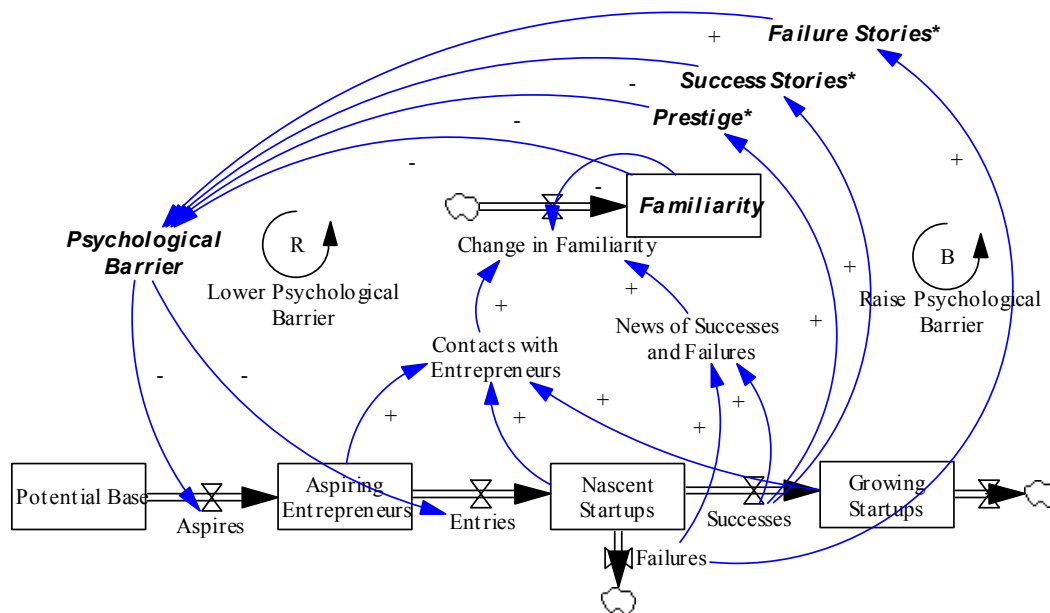 Failure Stories*
+
Success Stories*
-
Prestige*
-
-
+
-
Familiarity
Psychological
Barrier
R
B
Change in Familiarity
+
Lower Psychological
Barrier
Raise Psychological
Barrier
+
+
News of Successes
and Failures
+
Contacts with
Entrepreneurs
-
-
+
+
+
+
+
Potential Base
Aspiring
Entrepreneurs
Nascent
Startups
Growing
Startups
Aspires
Entries
Successes
Failures